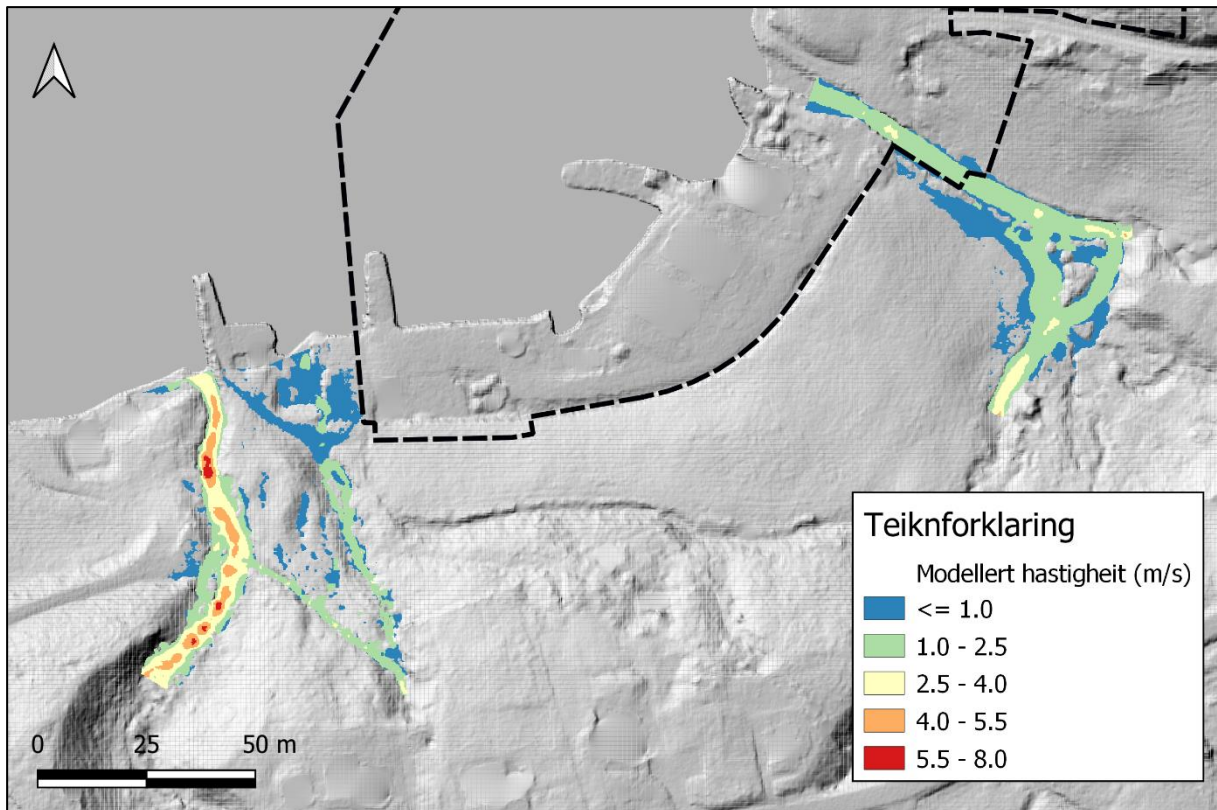 Teiknforklaring
Modellert hastigheit (m/s)
<= 1.0
1.0 - 2.5
2.5 - 4.0
4.0 - 5.5
5.5 - 8.0
0 25 50 m